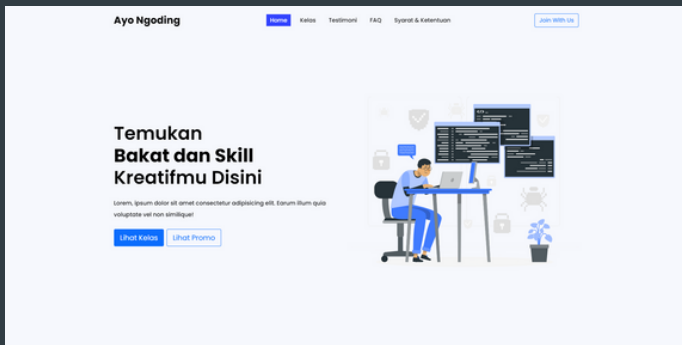 Ayo Ngoding
Home Kelas Testimoni FAQ Syarat & Ketentuan
Join With Us
Temukan
Bakat dan Skill
Kreatifmu Disini
Lorem, ipsum dolor sit amet consectetur adipisicing elit. Earum illum quia
voluptate vel non similique!
Lihat Kelas Lihat Promo